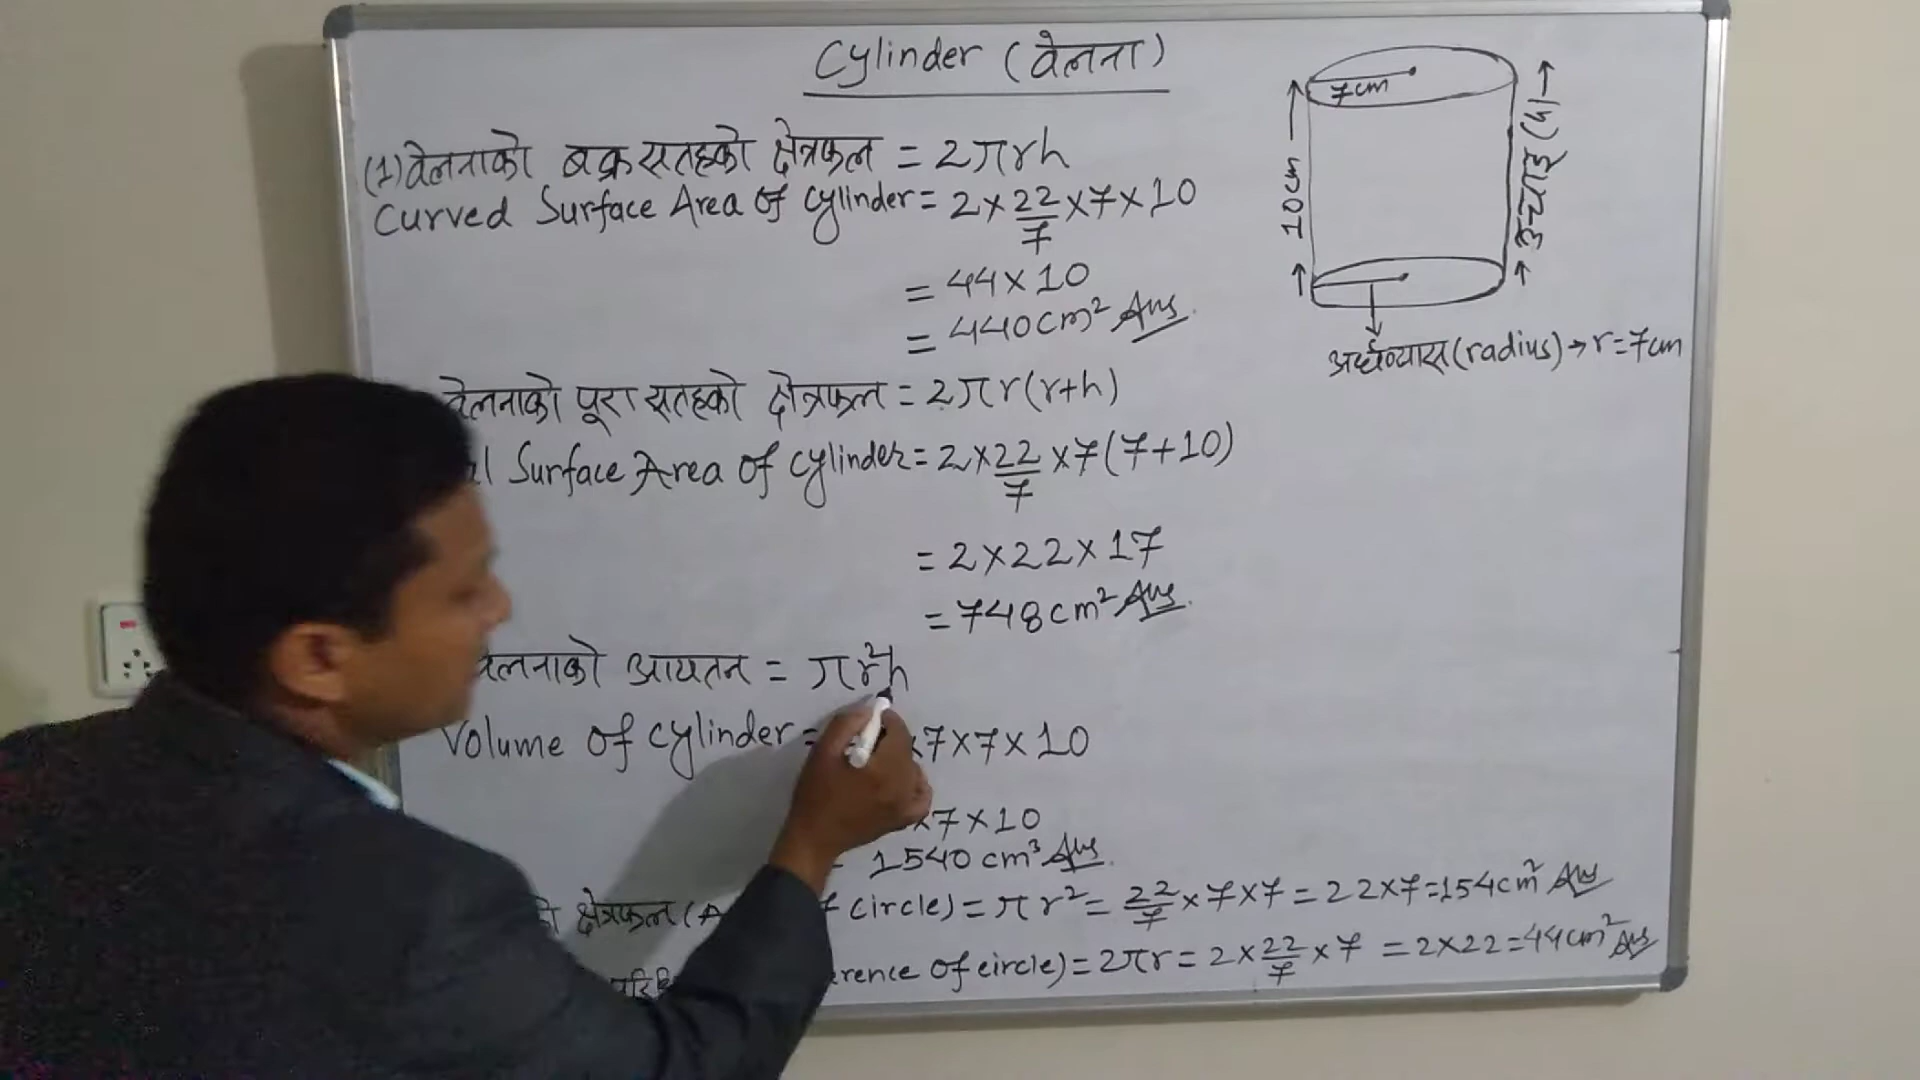 Cylinder (वेलना)
7cm
10cm
उचाइ (h)
अर्धव्यास (radius) → r = 7cm
(1) वेलनाको बक्र सतहको क्षेत्रफल = 2πrh
Curved Surface Area Of Cylinder = 2 × 22/7 × 7 × 10
= 44 × 10
= 440 cm² Ans.
वेलनाको पूरा सतहको क्षेत्रफल = 2πr(r+h)
Surface Area Of cylinder = 2 × 22/7 × 7(7+10)
= 2 × 22 × 17
= 748 cm² Ans.
आयतन = πr²h
Volume Of Cylinder = × 7 × 7 × 10
× 7 × 10
= 1540 cm³ Ans.
क्षेत्रफल ( circle) = πr² = 22/7 × 7 × 7 = 22 × 7 = 154 cm² Ans
Of circle) = 2πr = 2 × 22/7 × 7 = 2 × 22 = 44 cm² Ans